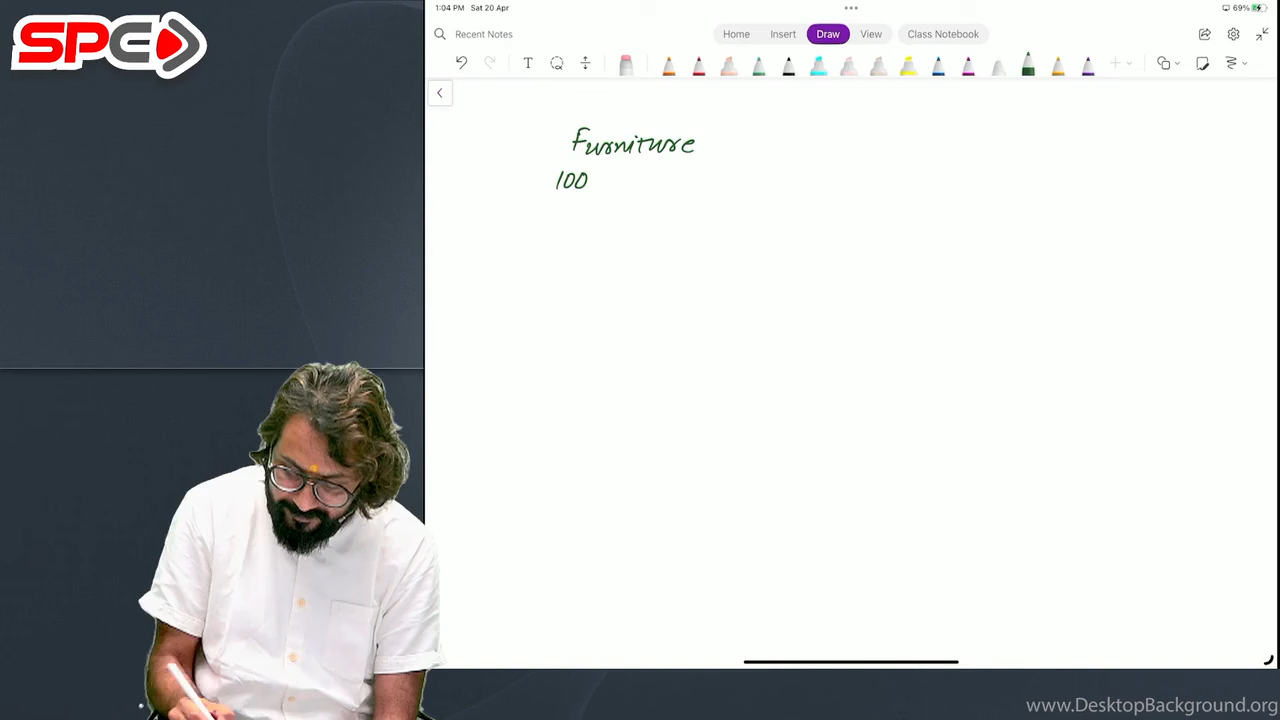 SPE
1:04 PM Sat 20 Apr
69%
Recent Notes
Home Insert Draw View Class Notebook
T
Furniture
100
www.DesktopBackground.org